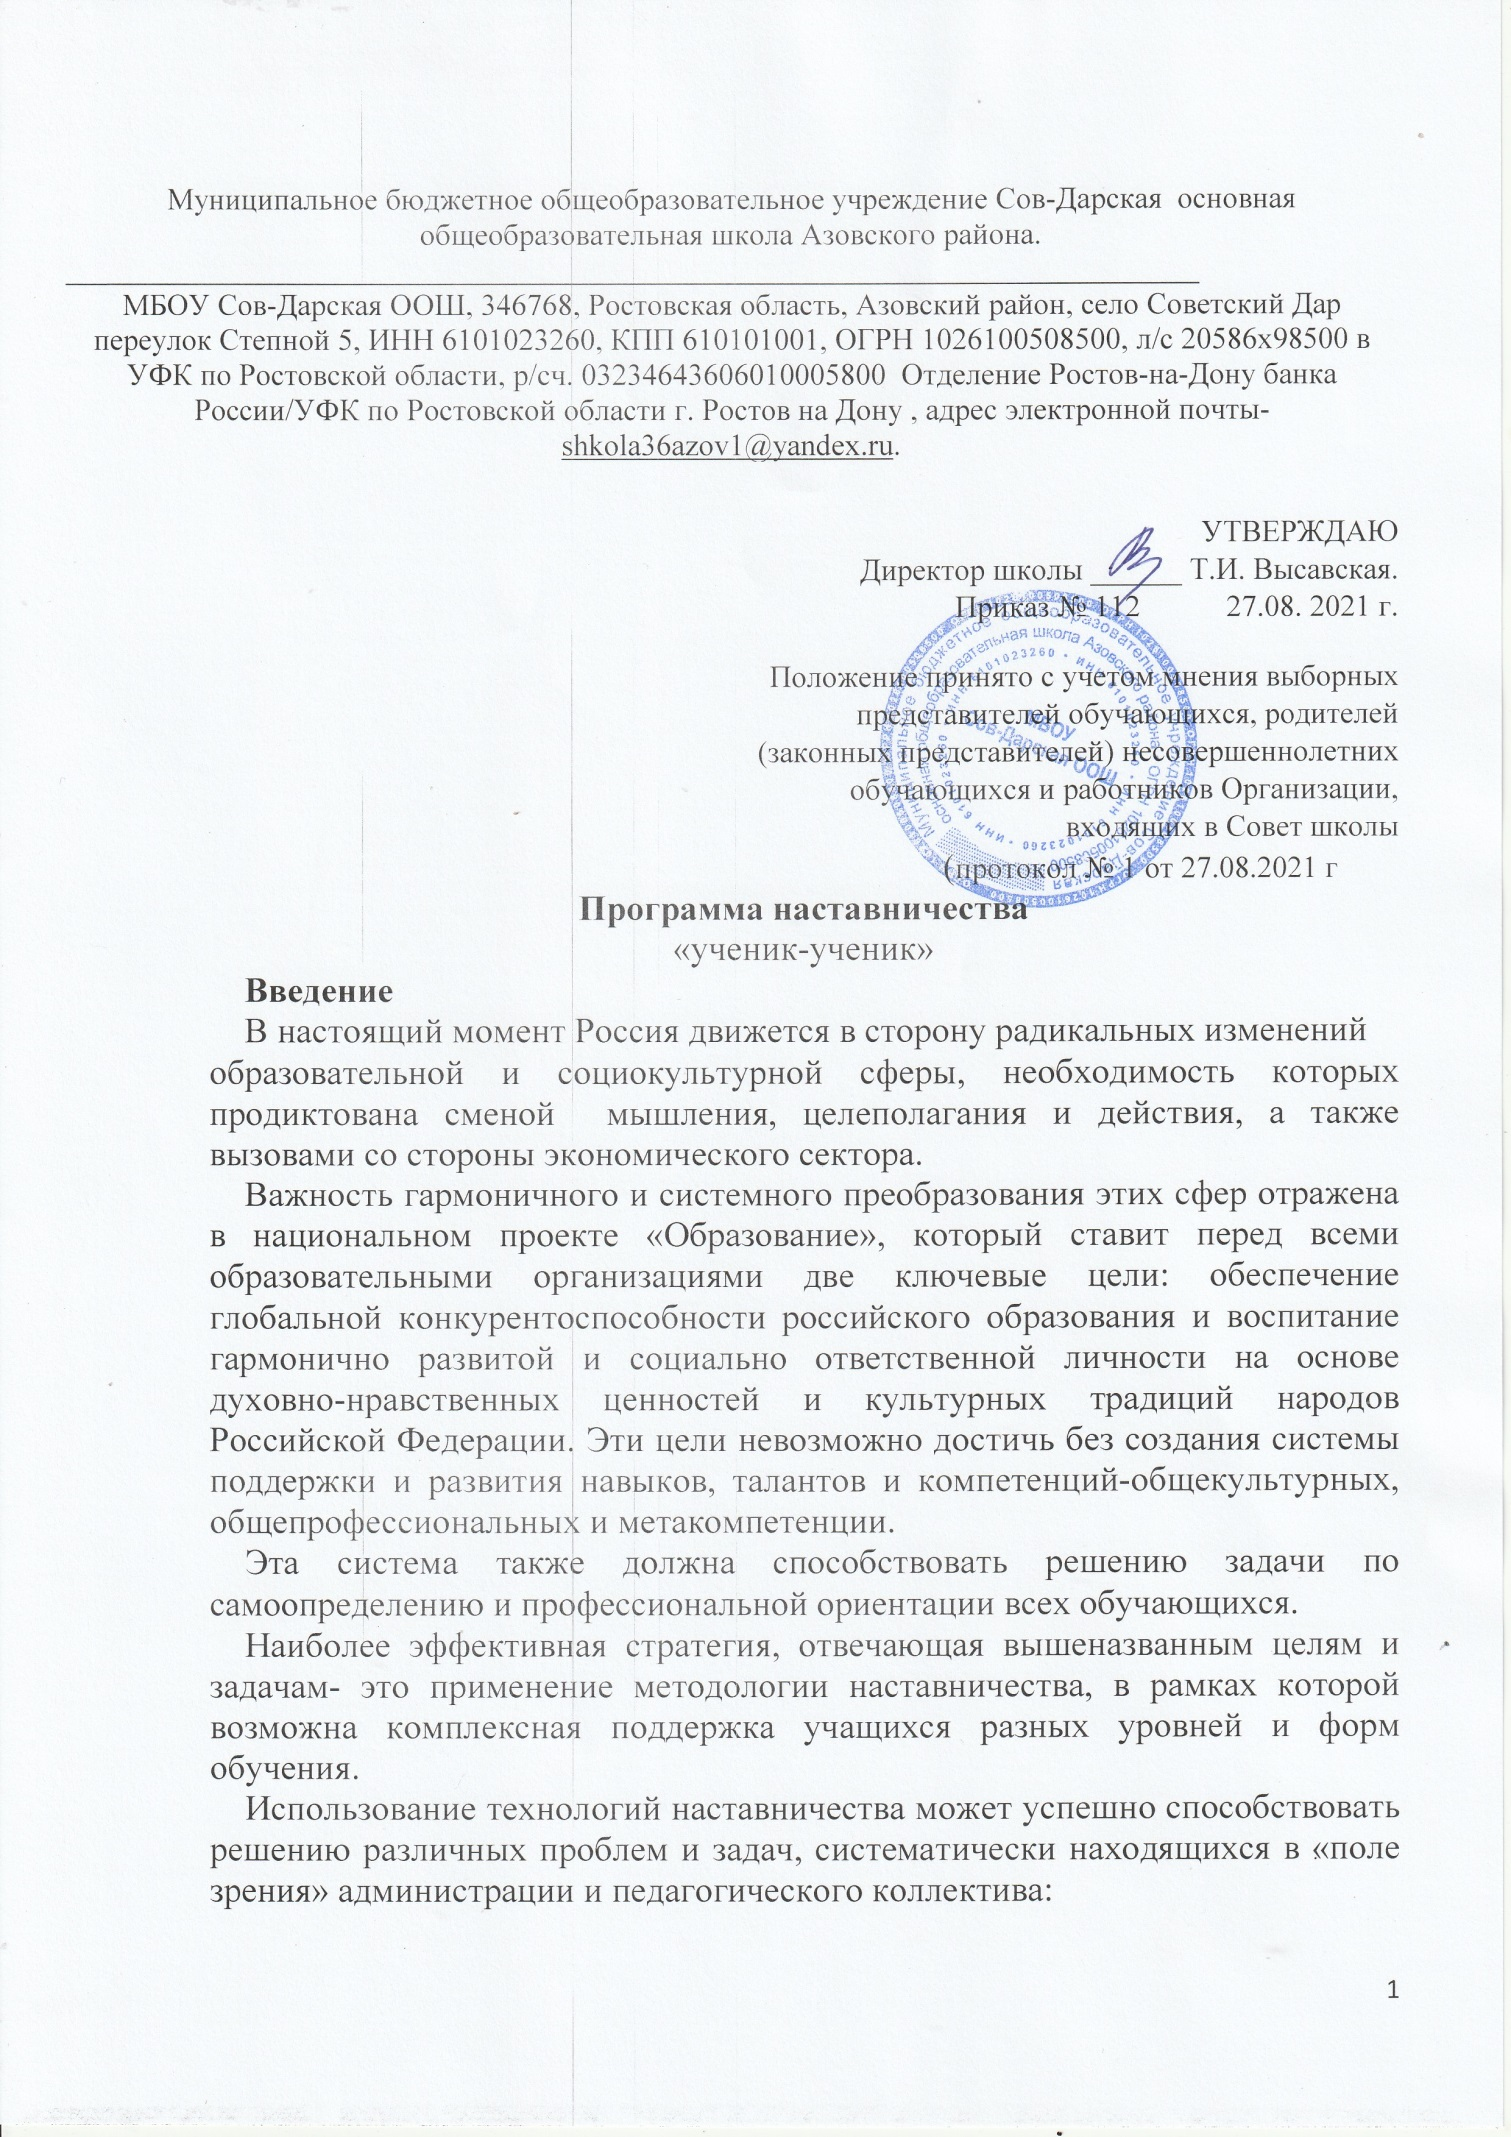 Муниципальное бюджетное общеобразовательное учреждение Сов-Дарская  основная
общеобразовательная школа Азовского района.
МБОУ Сов-Дарская ООШ, 346768, Ростовская область, Азовский район, село Советский Дар
переулок Степной 5, ИНН 6101023260, КПП 610101001, ОГРН 1026100508500, л/с 20586х98500 в
УФК по Ростовской области, р/сч. 03234643606010005800  Отделение Ростов-на-Дону банка
России/УФК по Ростовской области г. Ростов на Дону , адрес электронной почты-
shkola36azov1@yandex.ru.
УТВЕРЖДАЮ
Директор школы ______ Т.И. Высавская.
Приказ № 112 27.08. 2021 г.
Положение принято с учетом мнения выборных
представителей обучающихся, родителей
(законных представителей) несовершеннолетних
обучающихся и работников Организации,
входящих в Совет школы
(протокол № 1 от 27.08.2021 г
МБОУ
Сов-Дарская ООШ
Программа наставничества
«ученик-ученик»
Введение
В настоящий момент Россия движется в сторону радикальных изменений
образовательной и социокультурной сферы, необходимость которых
продиктована сменой  мышления, целеполагания и действия, а также
вызовами со стороны экономического сектора.
Важность гармоничного и системного преобразования этих сфер отражена
в национальном проекте «Образование», который ставит перед всеми
образовательными организациями две ключевые цели: обеспечение
глобальной конкурентоспособности российского образования и воспитание
гармонично развитой и социально ответственной личности на основе
духовно-нравственных ценностей и культурных традиций народов
Российской Федерации. Эти цели невозможно достичь без создания системы
поддержки и развития навыков, талантов и компетенций-общекультурных,
общепрофессиональных и метакомпетенции.
Эта система также должна способствовать решению задачи по
самоопределению и профессиональной ориентации всех обучающихся.
Наиболее эффективная стратегия, отвечающая вышеназванным целям и
задачам- это применение методологии наставничества, в рамках которой
возможна комплексная поддержка учащихся разных уровней и форм
обучения.
Использование технологий наставничества может успешно способствовать
решению различных проблем и задач, систематически находящихся в «поле
зрения» администрации и педагогического коллектива:
1